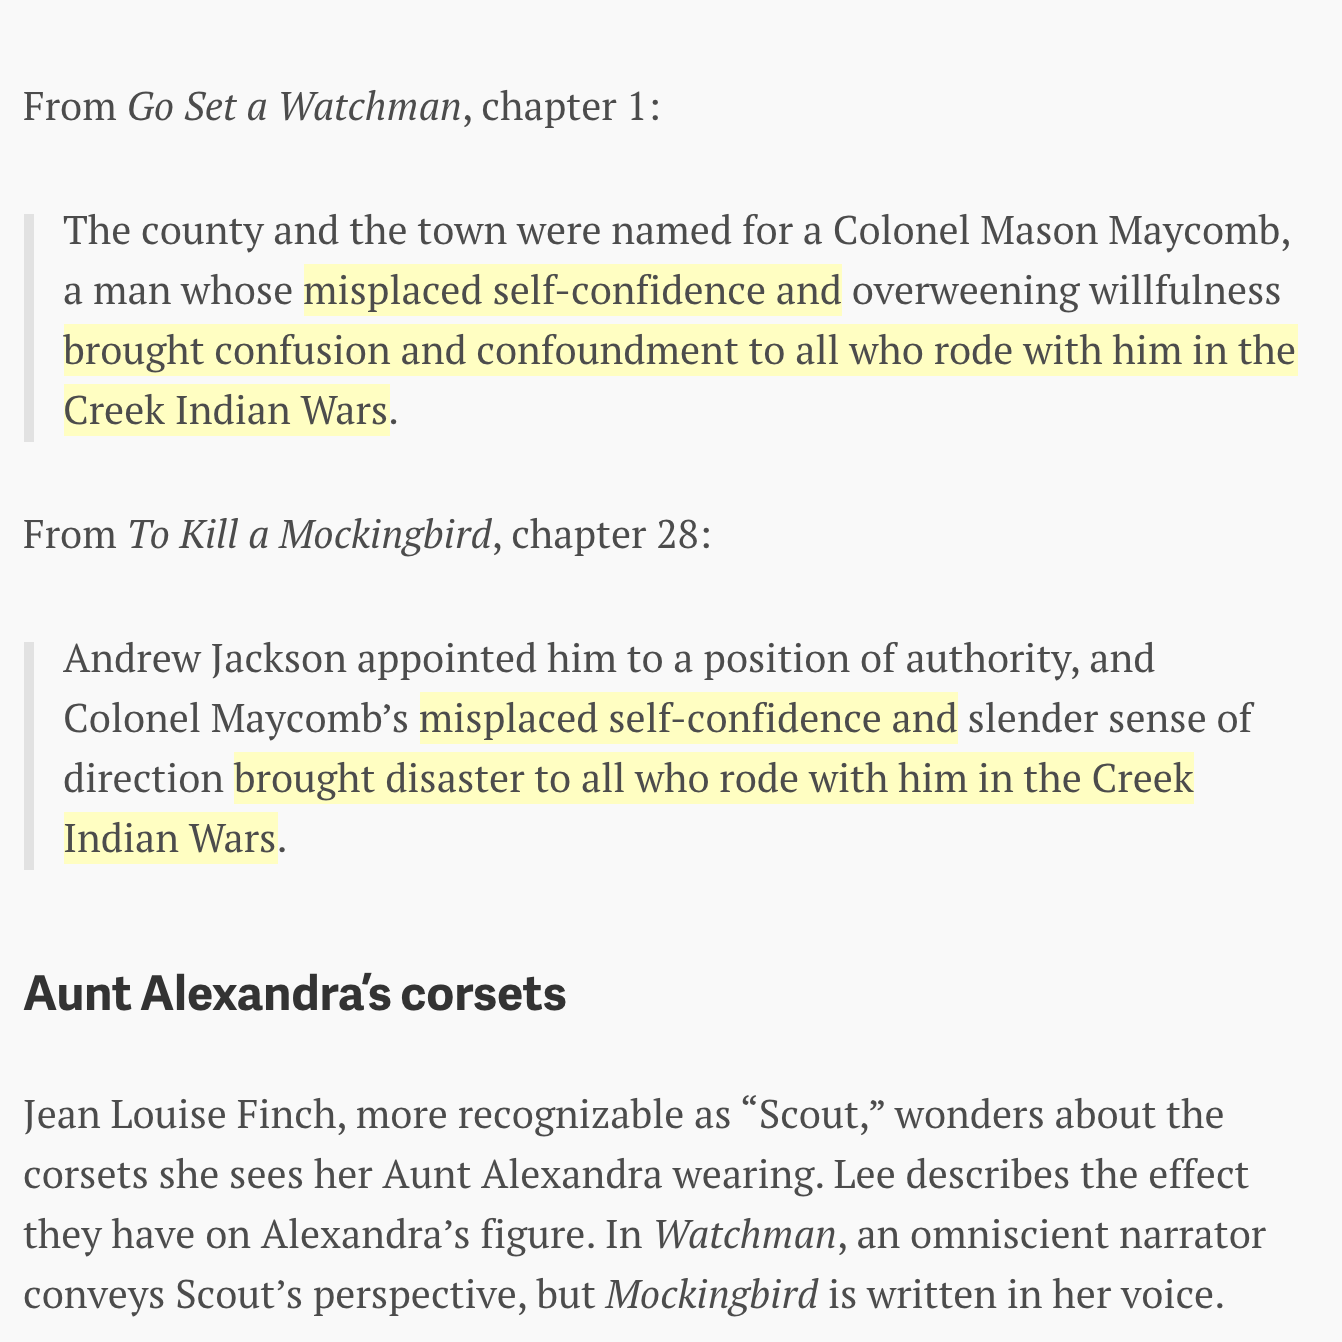 From Go Set a Watchman, chapter 1:
The county and the town were named for a Colonel Mason Maycomb,
a man whose misplaced self-confidence and overweening willfulness
brought confusion and confoundment to all who rode with him in the
Creek Indian Wars.
From To Kill a Mockingbird, chapter 28:
Andrew Jackson appointed him to a position of authority, and
Colonel Maycomb’s misplaced self-confidence and slender sense of
direction brought disaster to all who rode with him in the Creek
Indian Wars.
Aunt Alexandra’s corsets
Jean Louise Finch, more recognizable as “Scout,” wonders about the
corsets she sees her Aunt Alexandra wearing. Lee describes the effect
they have on Alexandra’s figure. In Watchman, an omniscient narrator
conveys Scout’s perspective, but Mockingbird is written in her voice.